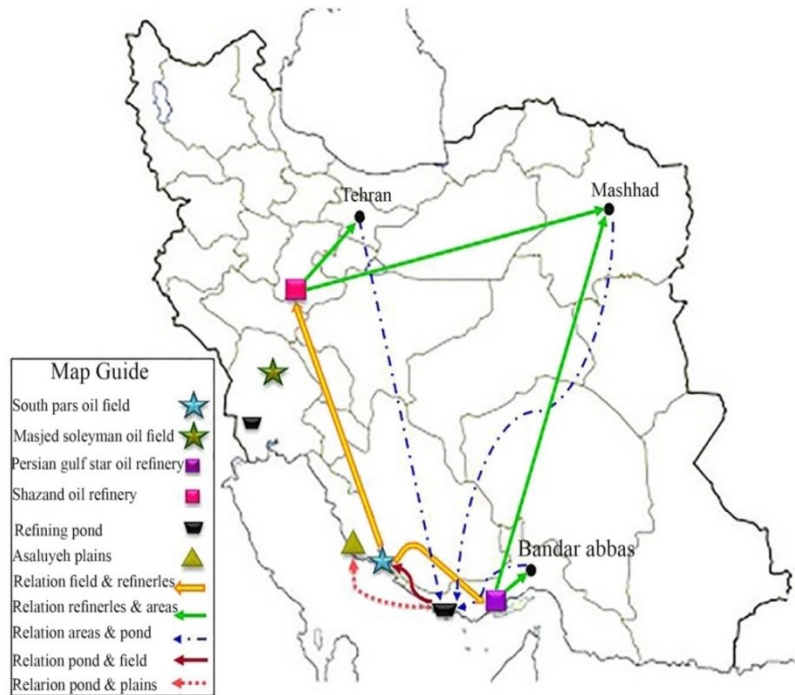 Tehran
Mashhad
Bandar abbas
Map Guide
South pars oil field
Masjed soleyman oil field
Persian gulf star oil refinery
Shazand oil refinery
Refining pond
Asaluyeh plains
Relation field & refinerles
Relation refinerles & areas
Relation areas & pond
Relation pond & field
Relarion pond & plains